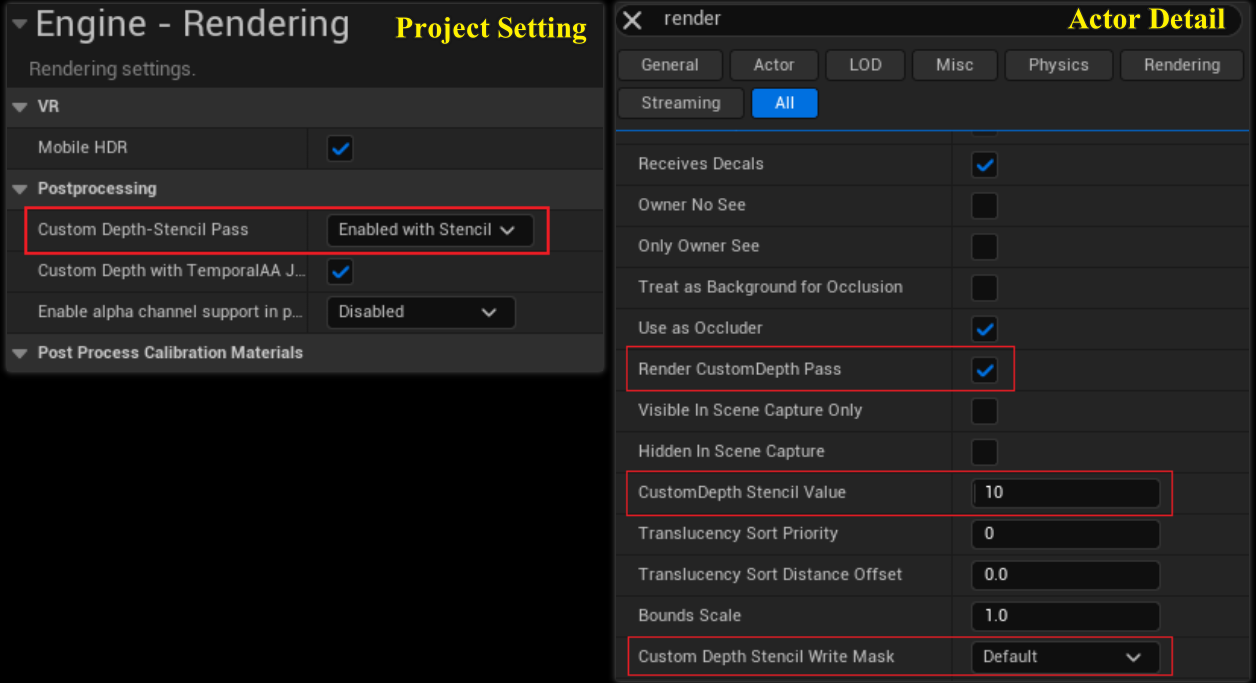 Engine - Rendering
Project Setting
Rendering settings.
VR
Mobile HDR
Postprocessing
Custom Depth-Stencil Pass
Enabled with Stencil
Custom Depth with TemporalAA J...
Enable alpha channel support in p...
Disabled
Post Process Calibration Materials
render
Actor Detail
General Actor LOD Misc Physics Rendering
Streaming All
Receives Decals
Owner No See
Only Owner See
Treat as Background for Occlusion
Use as Occluder
Render CustomDepth Pass
Visible In Scene Capture Only
Hidden In Scene Capture
CustomDepth Stencil Value 10
Translucency Sort Priority 0
Translucency Sort Distance Offset 0.0
Bounds Scale 1.0
Custom Depth Stencil Write Mask Default